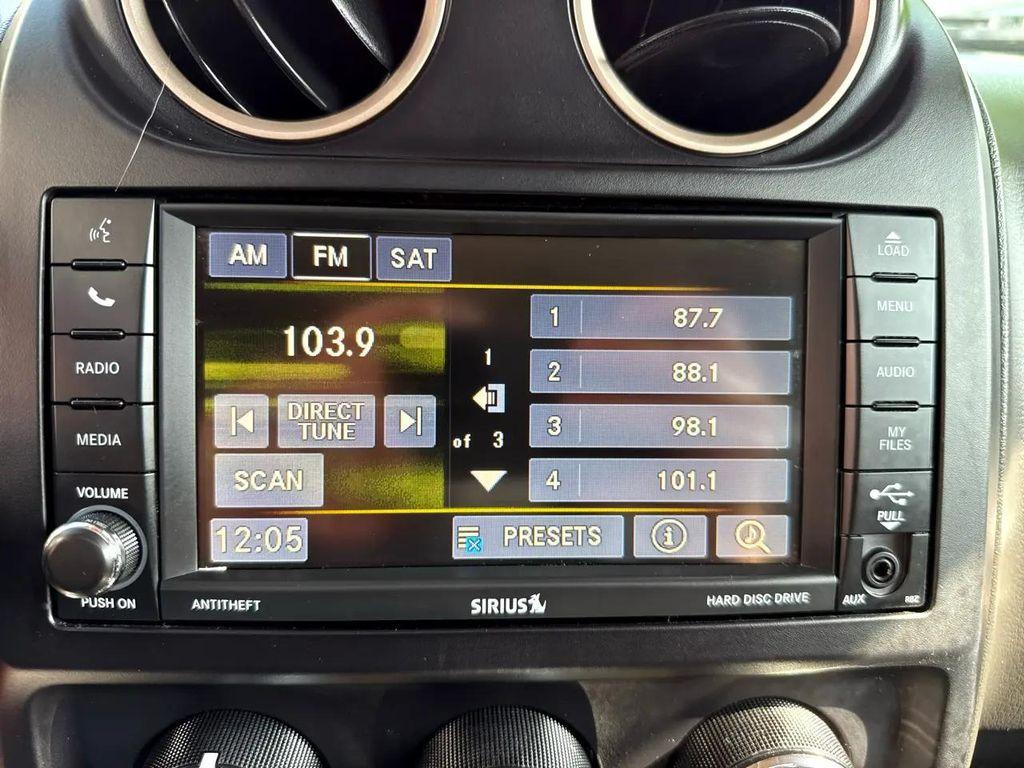 AM FM SAT
103.9
DIRECT
TUNE
SCAN
12:05
1
of 3
1 87.7
2 88.1
3 98.1
4 101.1
PRESETS
RADIO
MEDIA
VOLUME
PUSH ON
LOAD
MENU
AUDIO
MY
FILES
PULL
AUX RBZ
ANTITHEFT
SIRIUS
HARD DISC DRIVE